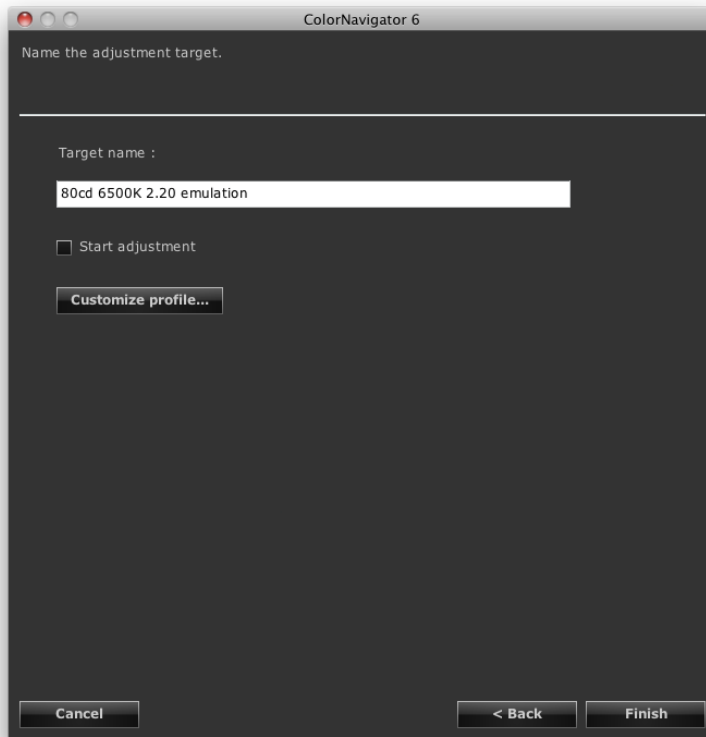 ColorNavigator 6
Name the adjustment target.
Target name :
80cd 6500K 2.20 emulation
Start adjustment
Customize profile...
Cancel
< Back
Finish